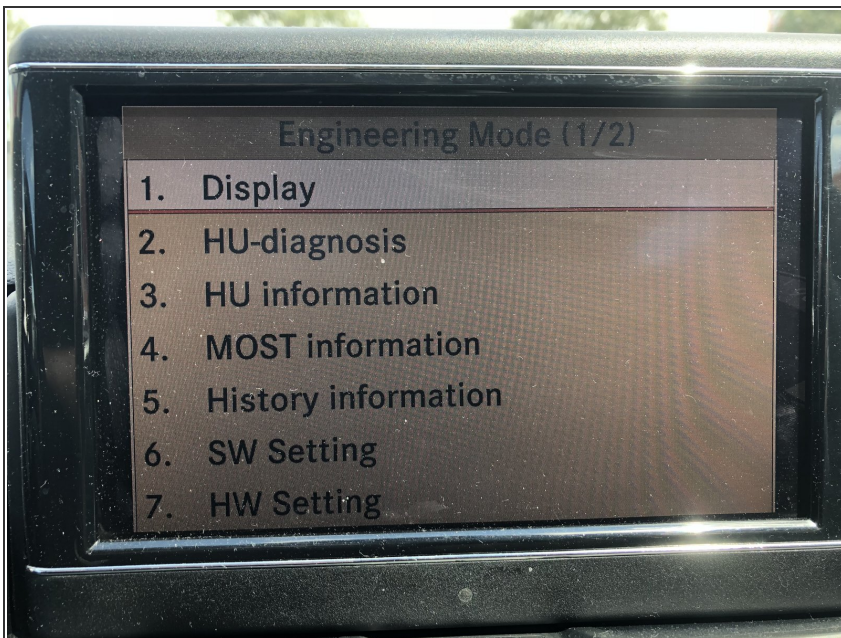 Engineering Mode (1/2)
1. Display
2. HU-diagnosis
3. HU information
4. MOST information
5. History information
6. SW Setting
7. HW Setting